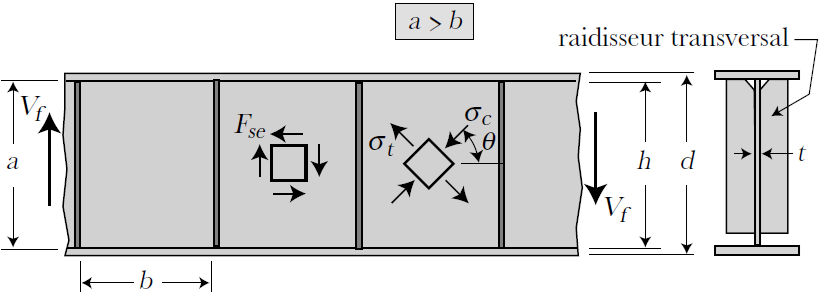 a > b
raidisseur transversal
V_f
F_se
σ_c
σ_t
θ
a
h
d
t
V_f
b